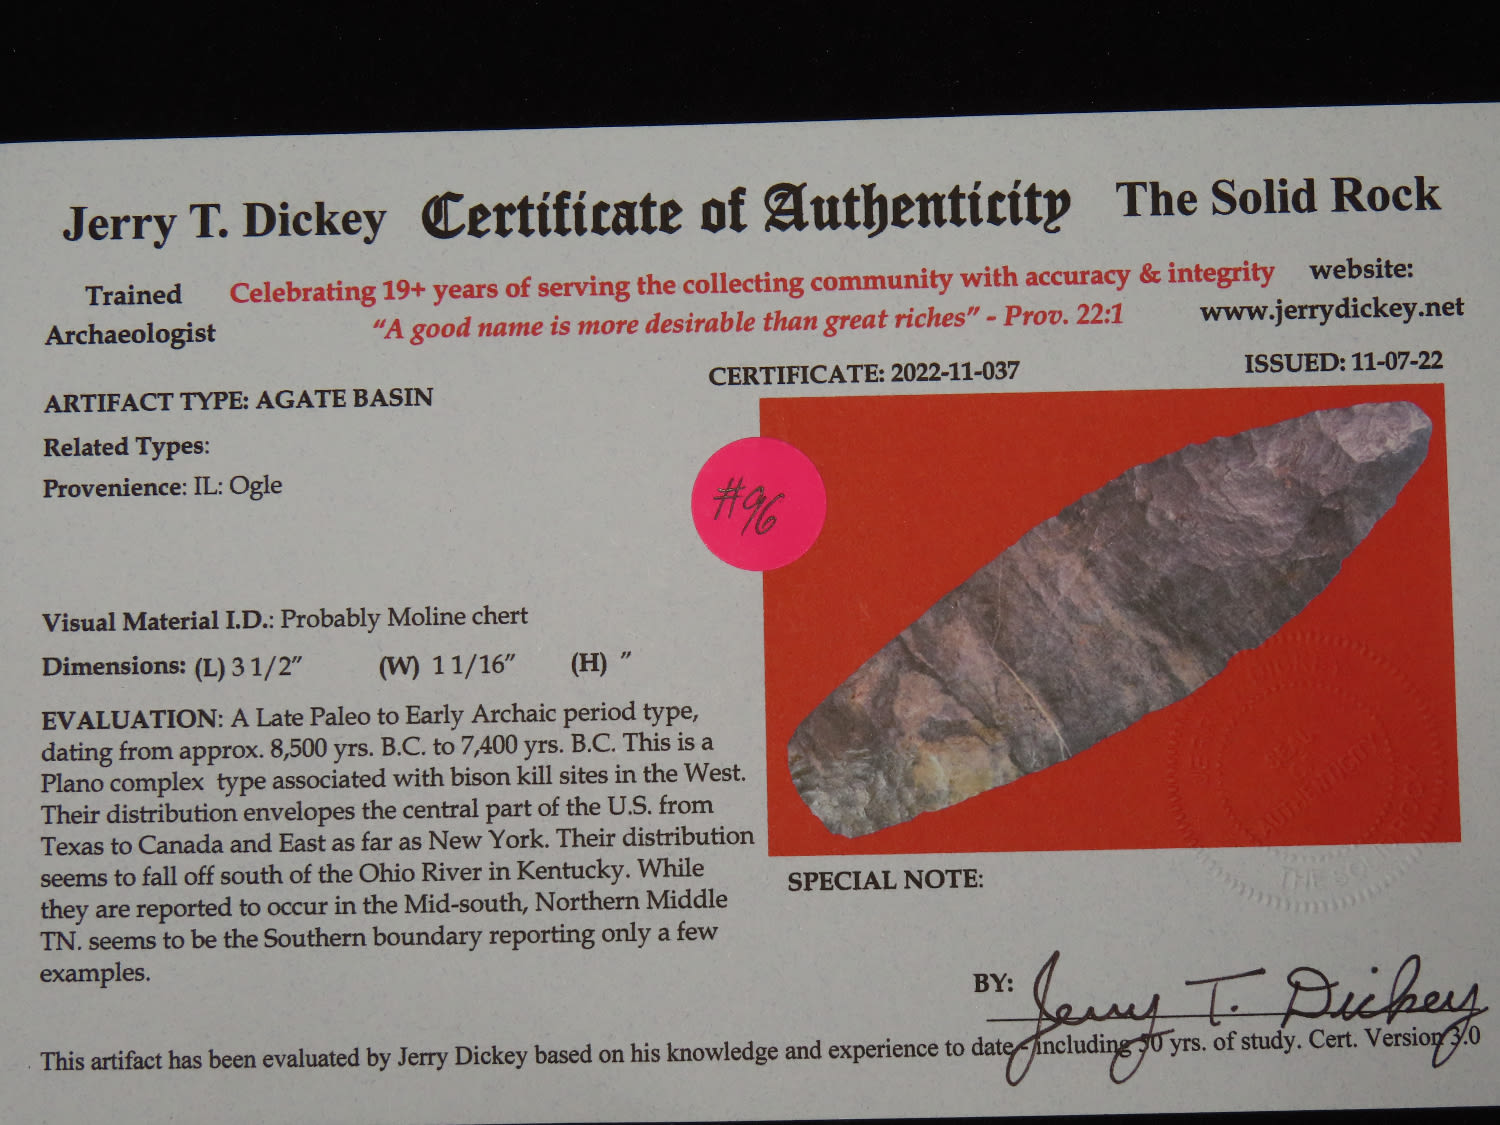 Jerry T. Dickey Certificate of Authenticity The Solid Rock
Trained
Archaeologist
Celebrating 19+ years of serving the collecting community with accuracy & integrity
"A good name is more desirable than great riches" - Prov. 22:1
website:
www.jerrydickey.net
CERTIFICATE: 2022-11-037
ISSUED: 11-07-22
ARTIFACT TYPE: AGATE BASIN
Related Types:
Provenience: IL: Ogle
#96
Visual Material I.D.: Probably Moline chert
Dimensions: (L) 3 1/2" (W) 1 1/16" (H) "
EVALUATION: A Late Paleo to Early Archaic period type,
dating from approx. 8,500 yrs. B.C. to 7,400 yrs. B.C. This is a
Plano complex type associated with bison kill sites in the West.
Their distribution envelopes the central part of the U.S. from
Texas to Canada and East as far as New York. Their distribution
seems to fall off south of the Ohio River in Kentucky. While
they are reported to occur in the Mid-south, Northern Middle
TN. seems to be the Southern boundary reporting only a few
examples.
SPECIAL NOTE:
SEAL
AUTHENTICITY
BY: Jerry T. Dickey
This artifact has been evaluated by Jerry Dickey based on his knowledge and experience to date - including 50 yrs. of study. Cert. Version 3.0